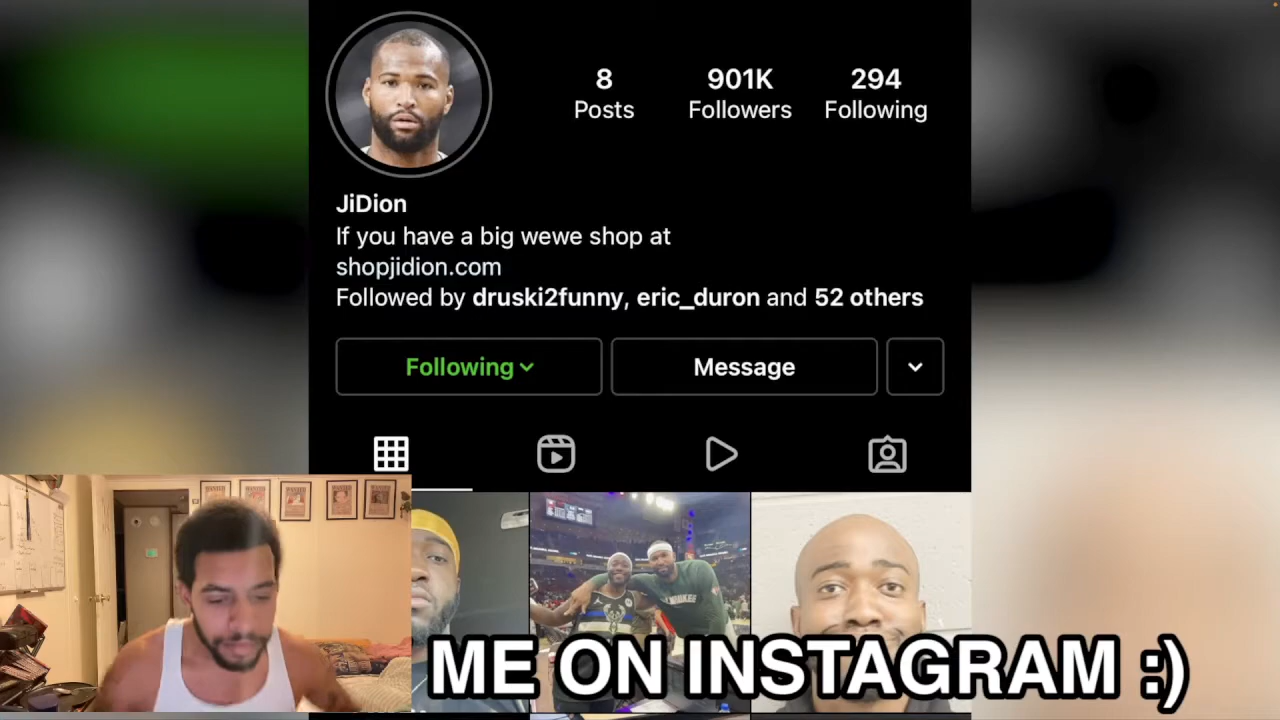 8
901K
294
Posts
Followers
Following
JiDion
If you have a big wewe shop at
shopjidion.com
Followed by druski2funny, eric_duron and 52 others
Following
Message
ME ON INSTAGRAM :)